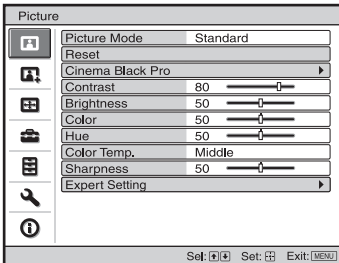 Picture
Picture Mode Standard
Reset
Cinema Black Pro
Contrast 80
Brightness 50
Color 50
Hue 50
Color Temp. Middle
Sharpness 50
Expert Setting
Sel: Set: Exit: MENU